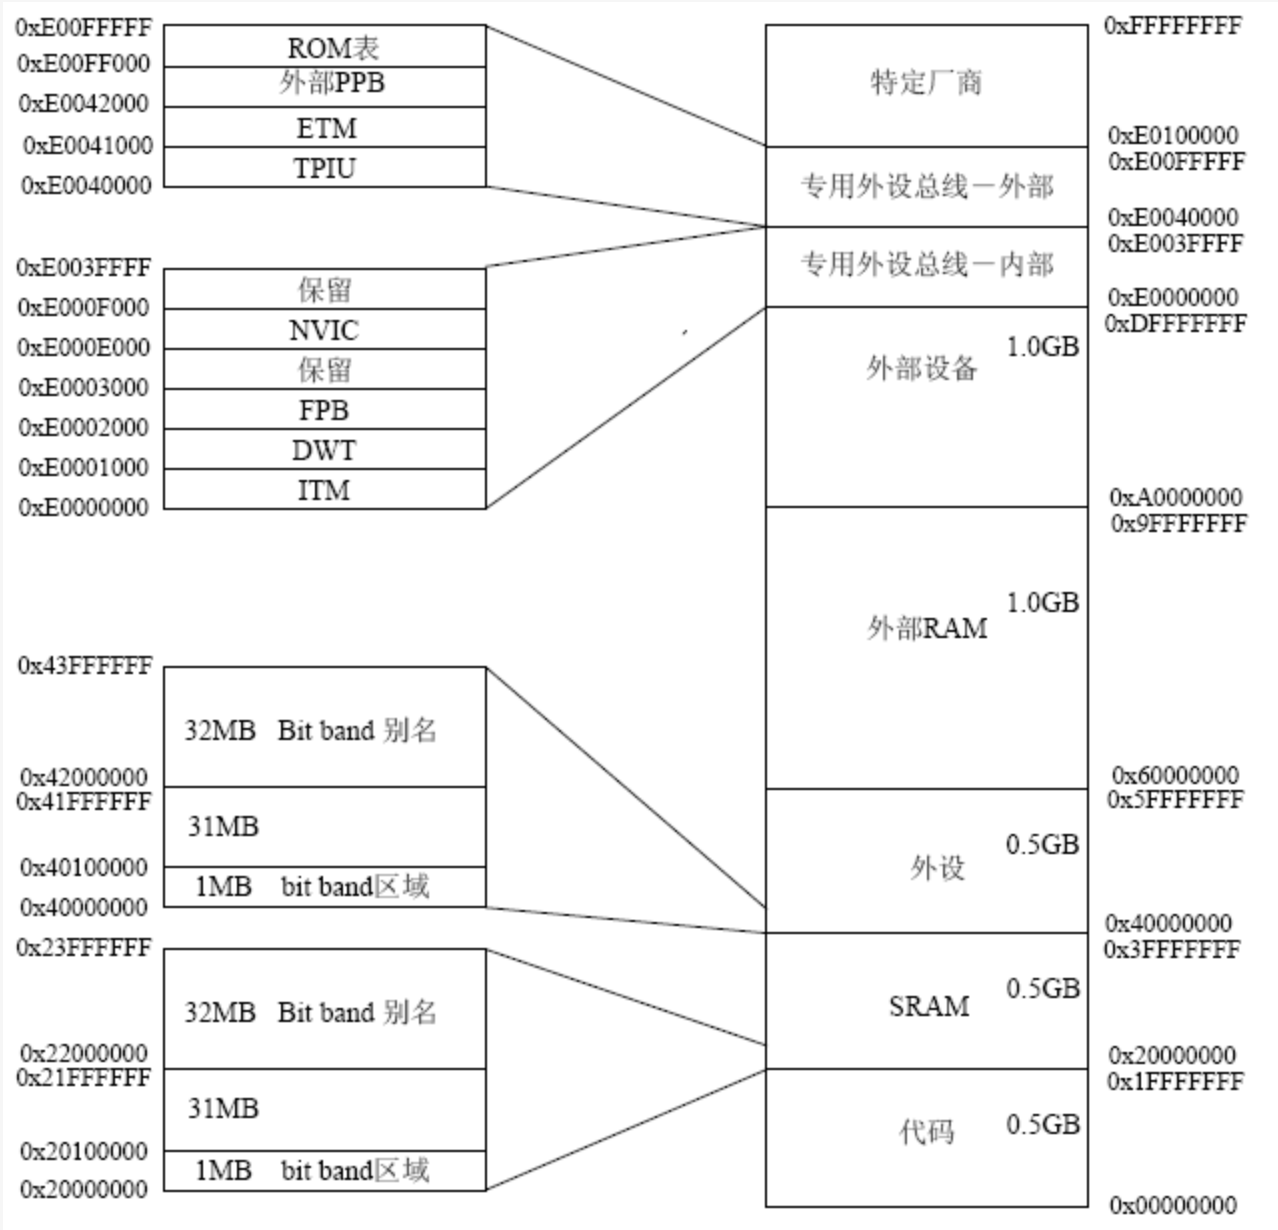 0xE00FFFFF
ROM表
0xE00FF000
外部PPB
0xE0042000
ETM
0xE0041000
TPIU
0xE0040000
0xE003FFFF
保留
0xE000F000
NVIC
0xE000E000
保留
0xE0003000
FPB
0xE0002000
DWT
0xE0001000
ITM
0xE0000000
0x43FFFFFF
32MB Bit band 别名
0x42000000
0x41FFFFFF
31MB
0x40100000
1MB bit band区域
0x40000000
0x23FFFFFF
32MB Bit band 别名
0x22000000
0x21FFFFFF
31MB
0x20100000
1MB bit band区域
0x20000000
0xFFFFFFFF
特定厂商
0xE0100000
0xE00FFFFF
专用外设总线－外部
0xE0040000
0xE003FFFF
专用外设总线－内部
0xE0000000
0xDFFFFFFF
1.0GB
外部设备
0xA0000000
0x9FFFFFFF
1.0GB
外部RAM
0x60000000
0x5FFFFFFF
0.5GB
外设
0x40000000
0x3FFFFFFF
0.5GB
SRAM
0x20000000
0x1FFFFFFF
0.5GB
代码
0x00000000